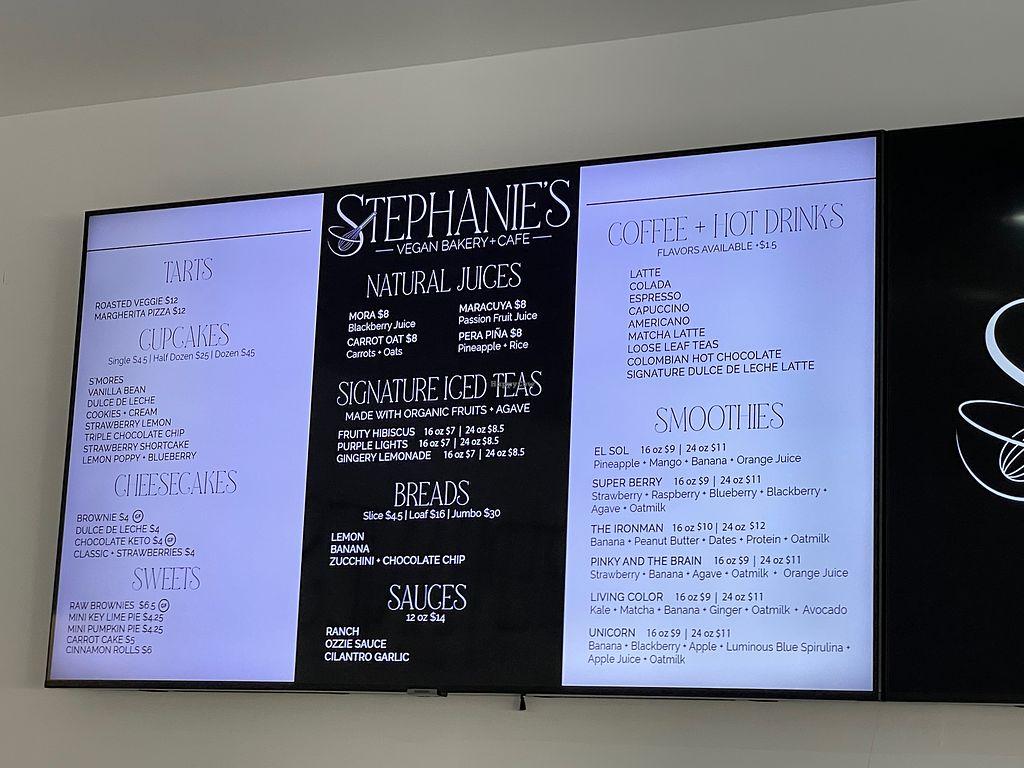 TARTS
ROASTED VEGGIE $12
MARGHERITA PIZZA $12
CUPCAKES
Single $4.5 | Half Dozen $25 | Dozen $45
S'MORES
VANILLA BEAN
DULCE DE LECHE
COOKIES + CREAM
STRAWBERRY LEMON
TRIPLE CHOCOLATE CHIP
STRAWBERRY SHORTCAKE
LEMON POPPY + BLUEBERRY
CHEESECAKES
BROWNIE $4 GF
DULCE DE LECHE $4
CHOCOLATE KETO $4 GF
CLASSIC + STRAWBERRIES $4
SWEETS
RAW BROWNIES $6.5 GF
MINI KEY LIME PIE $4.25
MINI PUMPKIN PIE $4.25
CARROT CAKE $5
CINNAMON ROLLS $6
STEPHANIE'S
VEGAN BAKERY + CAFE
NATURAL JUICES
MORA $8
Blackberry Juice
CARROT OAT $8
Carrots + Oats
MARACUYA $8
Passion Fruit Juice
PERA PIÑA $8
Pineapple + Rice
SIGNATURE ICED TEAS
MADE WITH ORGANIC FRUITS + AGAVE
FRUITY HIBISCUS 16 oz $7 | 24 oz $8.5
PURPLE LIGHTS 16 oz $7 | 24 oz $8.5
GINGERY LEMONADE 16 oz $7 | 24 oz $8.5
BREADS
Slice $4.5 | Loaf $16 | Jumbo $30
LEMON
BANANA
ZUCCHINI + CHOCOLATE CHIP
SAUCES
12 oz $14
RANCH
OZZIE SAUCE
CILANTRO GARLIC
COFFEE + HOT DRINKS
FLAVORS AVAILABLE +$1.5
LATTE
COLADA
ESPRESSO
CAPUCCINO
AMERICANO
MATCHA LATTE
LOOSE LEAF TEAS
COLOMBIAN HOT CHOCOLATE
SIGNATURE DULCE DE LECHE LATTE
SMOOTHIES
EL SOL 16 oz $9 | 24 oz $11
Pineapple + Mango + Banana + Orange Juice
SUPER BERRY 16 oz $9 | 24 oz $11
Strawberry + Raspberry + Blueberry + Blackberry +
Agave + Oatmilk
THE IRONMAN 16 oz $10 | 24 oz $12
Banana + Peanut Butter + Dates + Protein + Oatmilk
PINKY AND THE BRAIN 16 oz $9 | 24 oz $11
Strawberry + Banana + Agave + Oatmilk + Orange Juice
LIVING COLOR 16 oz $9 | 24 oz $11
Kale + Matcha + Banana + Ginger + Oatmilk + Avocado
UNICORN 16 oz $9 | 24 oz $11
Banana + Blackberry + Apple + Luminous Blue Spirulina +
Apple Juice + Oatmilk